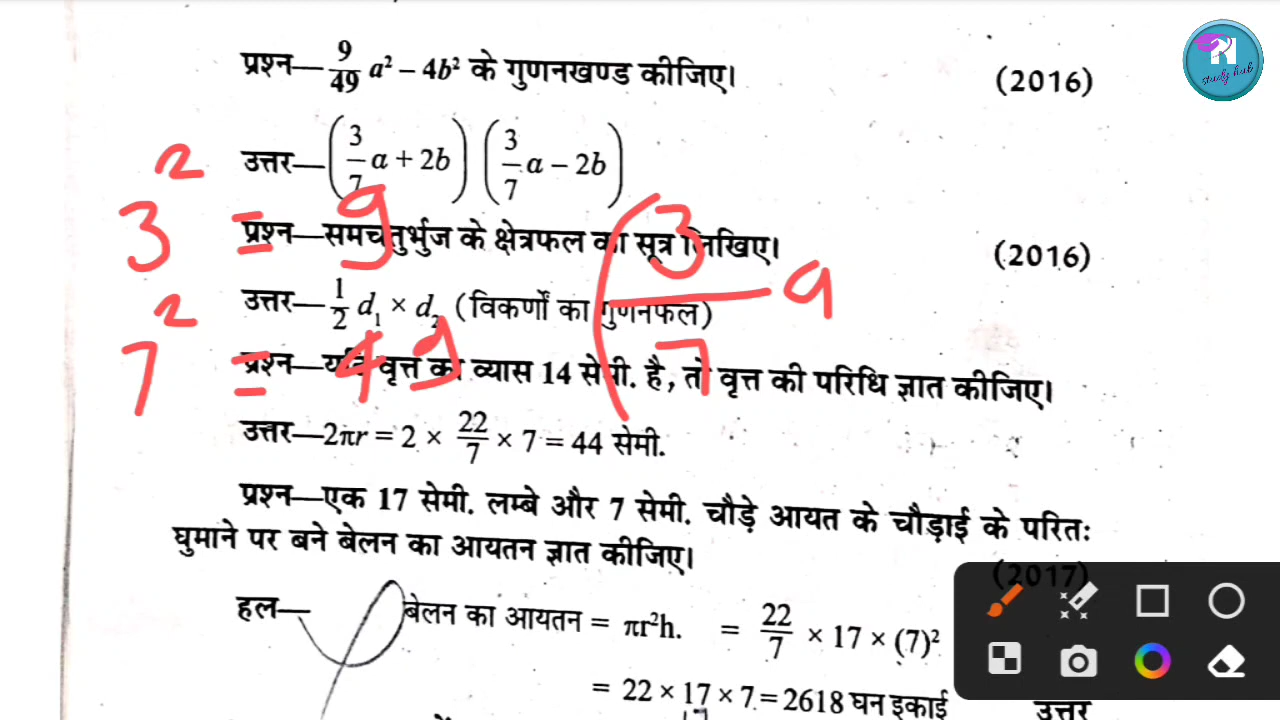 प्रश्न— 9/49 a² – 4b² के गुणनखण्ड कीजिए। (2016)
उत्तर— (3/7 a + 2b) (3/7 a – 2b)
3² = 9
प्रश्न—समचतुर्भुज के क्षेत्रफल का सूत्र लिखिए। (2016)
(3/7 a
उत्तर— 1/2 d₁ × d₂ (विकर्णों का गुणनफल)
7² = 49
प्रश्न—यदि वृत्त का व्यास 14 सेमी. है, तो वृत्त की परिधि ज्ञात कीजिए।
उत्तर—2πr = 2 × 22/7 × 7 = 44 सेमी.
प्रश्न—एक 17 सेमी. लम्बे और 7 सेमी. चौड़े आयत के चौड़ाई के परितः
घुमाने पर बने बेलन का आयतन ज्ञात कीजिए।
(2017)
हल— बेलन का आयतन = πr²h. = 22/7 × 17 × (7)²
= 22 × 17 × 7 = 2618 घन इकाई उत्तर
study hub